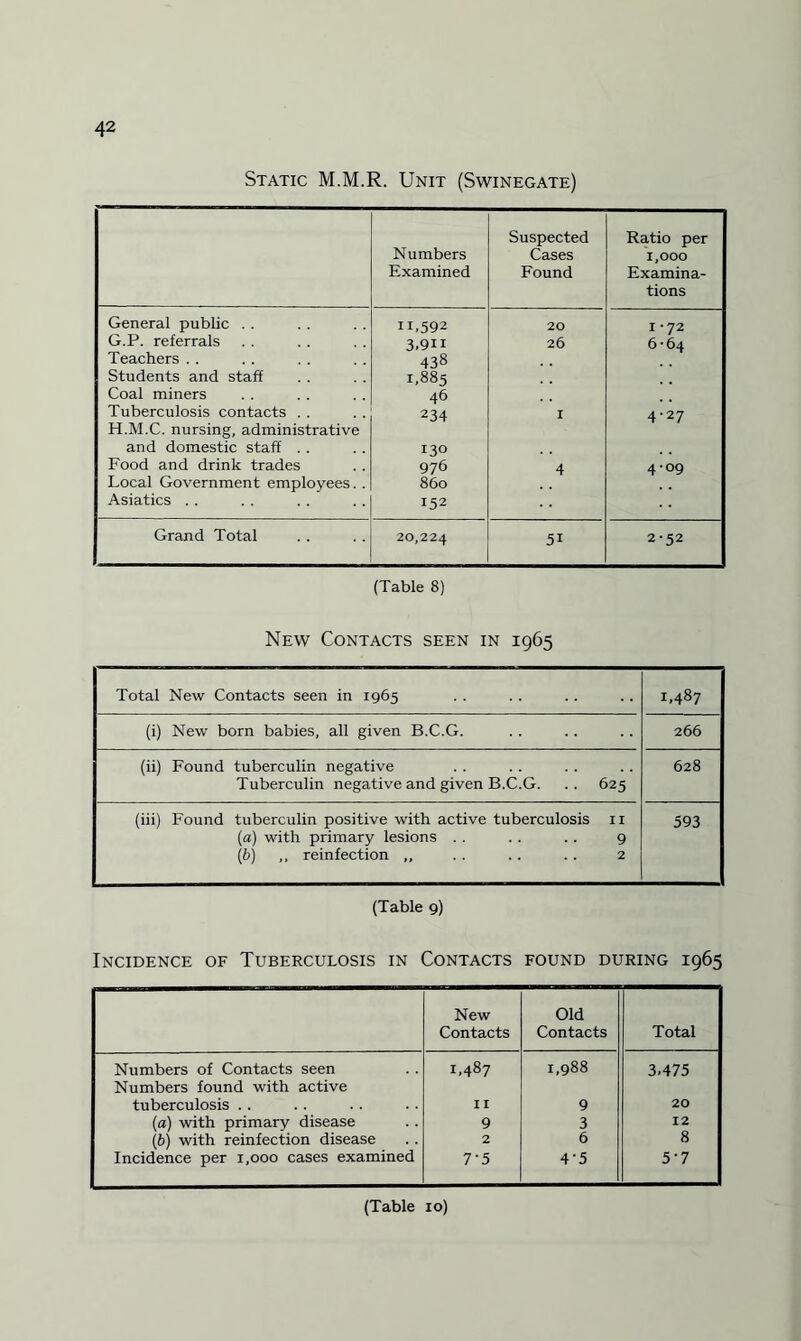 42
Static M.M.R. Unit (Swinegate)
Numbers Examined | Suspected Cases Found | Ratio per 1,000 Examina-tions
General public . . . . . . 11,592 20 1·72
G.P. referrals . . . . . . 3,911 26 6·64
Teachers . . . . . . . . 438 . . . .
Students and staff . . . . 1,885 . . . .
Coal miners . . . . . . 46 . . . .
Tuberculosis contacts . . . . 234 1 4·27
H.M.C. nursing, administrative
and domestic staff . . . . 130 . . . .
Food and drink trades . . 976 4 4·09
Local Government employees. . 860 . . . .
Asiatics . . . . . . . . 152 . . . .
Grand Total . . . . 20,224 51 2·52
(Table 8)
New Contacts seen in 1965
Total New Contacts seen in 1965 . . . . . . . . 1,487
(i) New born babies, all given B.C.G. . . . . . . 266
(ii) Found tuberculin negative . . . . . . . . 628
Tuberculin negative and given B.C.G. . . 625
(iii) Found tuberculin positive with active tuberculosis 11 593
(a) with primary lesions . . . . . . 9
(b) ,, reinfection ,, . . . . . . 2
(Table 9)
Incidence of Tuberculosis in Contacts found during 1965
New Contacts | Old Contacts | Total
Numbers of Contacts seen . . 1,487 1,988 3,475
Numbers found with active
tuberculosis . . . . . . . . 11 9 20
(a) with primary disease . . 9 3 12
(b) with reinfection disease . . 2 6 8
Incidence per 1,000 cases examined 7·5 4·5 5·7
(Table 10)